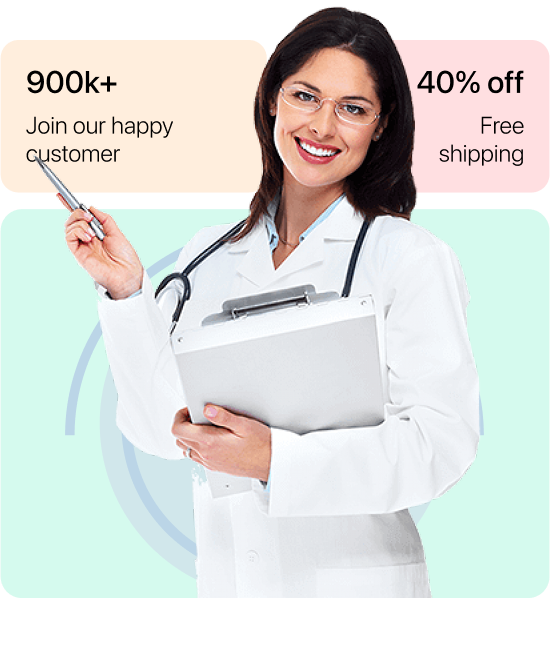 900k+
Join our happy
customer
40% off
Free
shipping